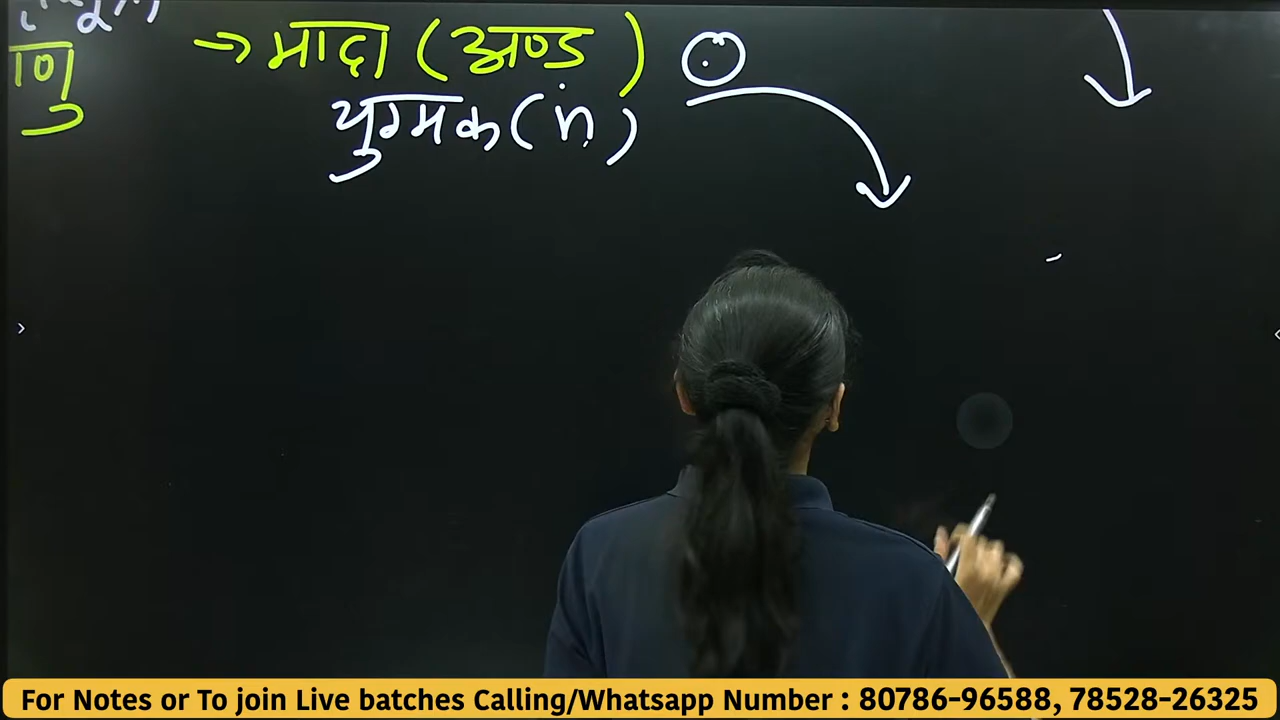 णु
→ मादा (अण्ड)
युग्मक (n)
For Notes or To join Live batches Calling/Whatsapp Number : 80786-96588, 78528-26325